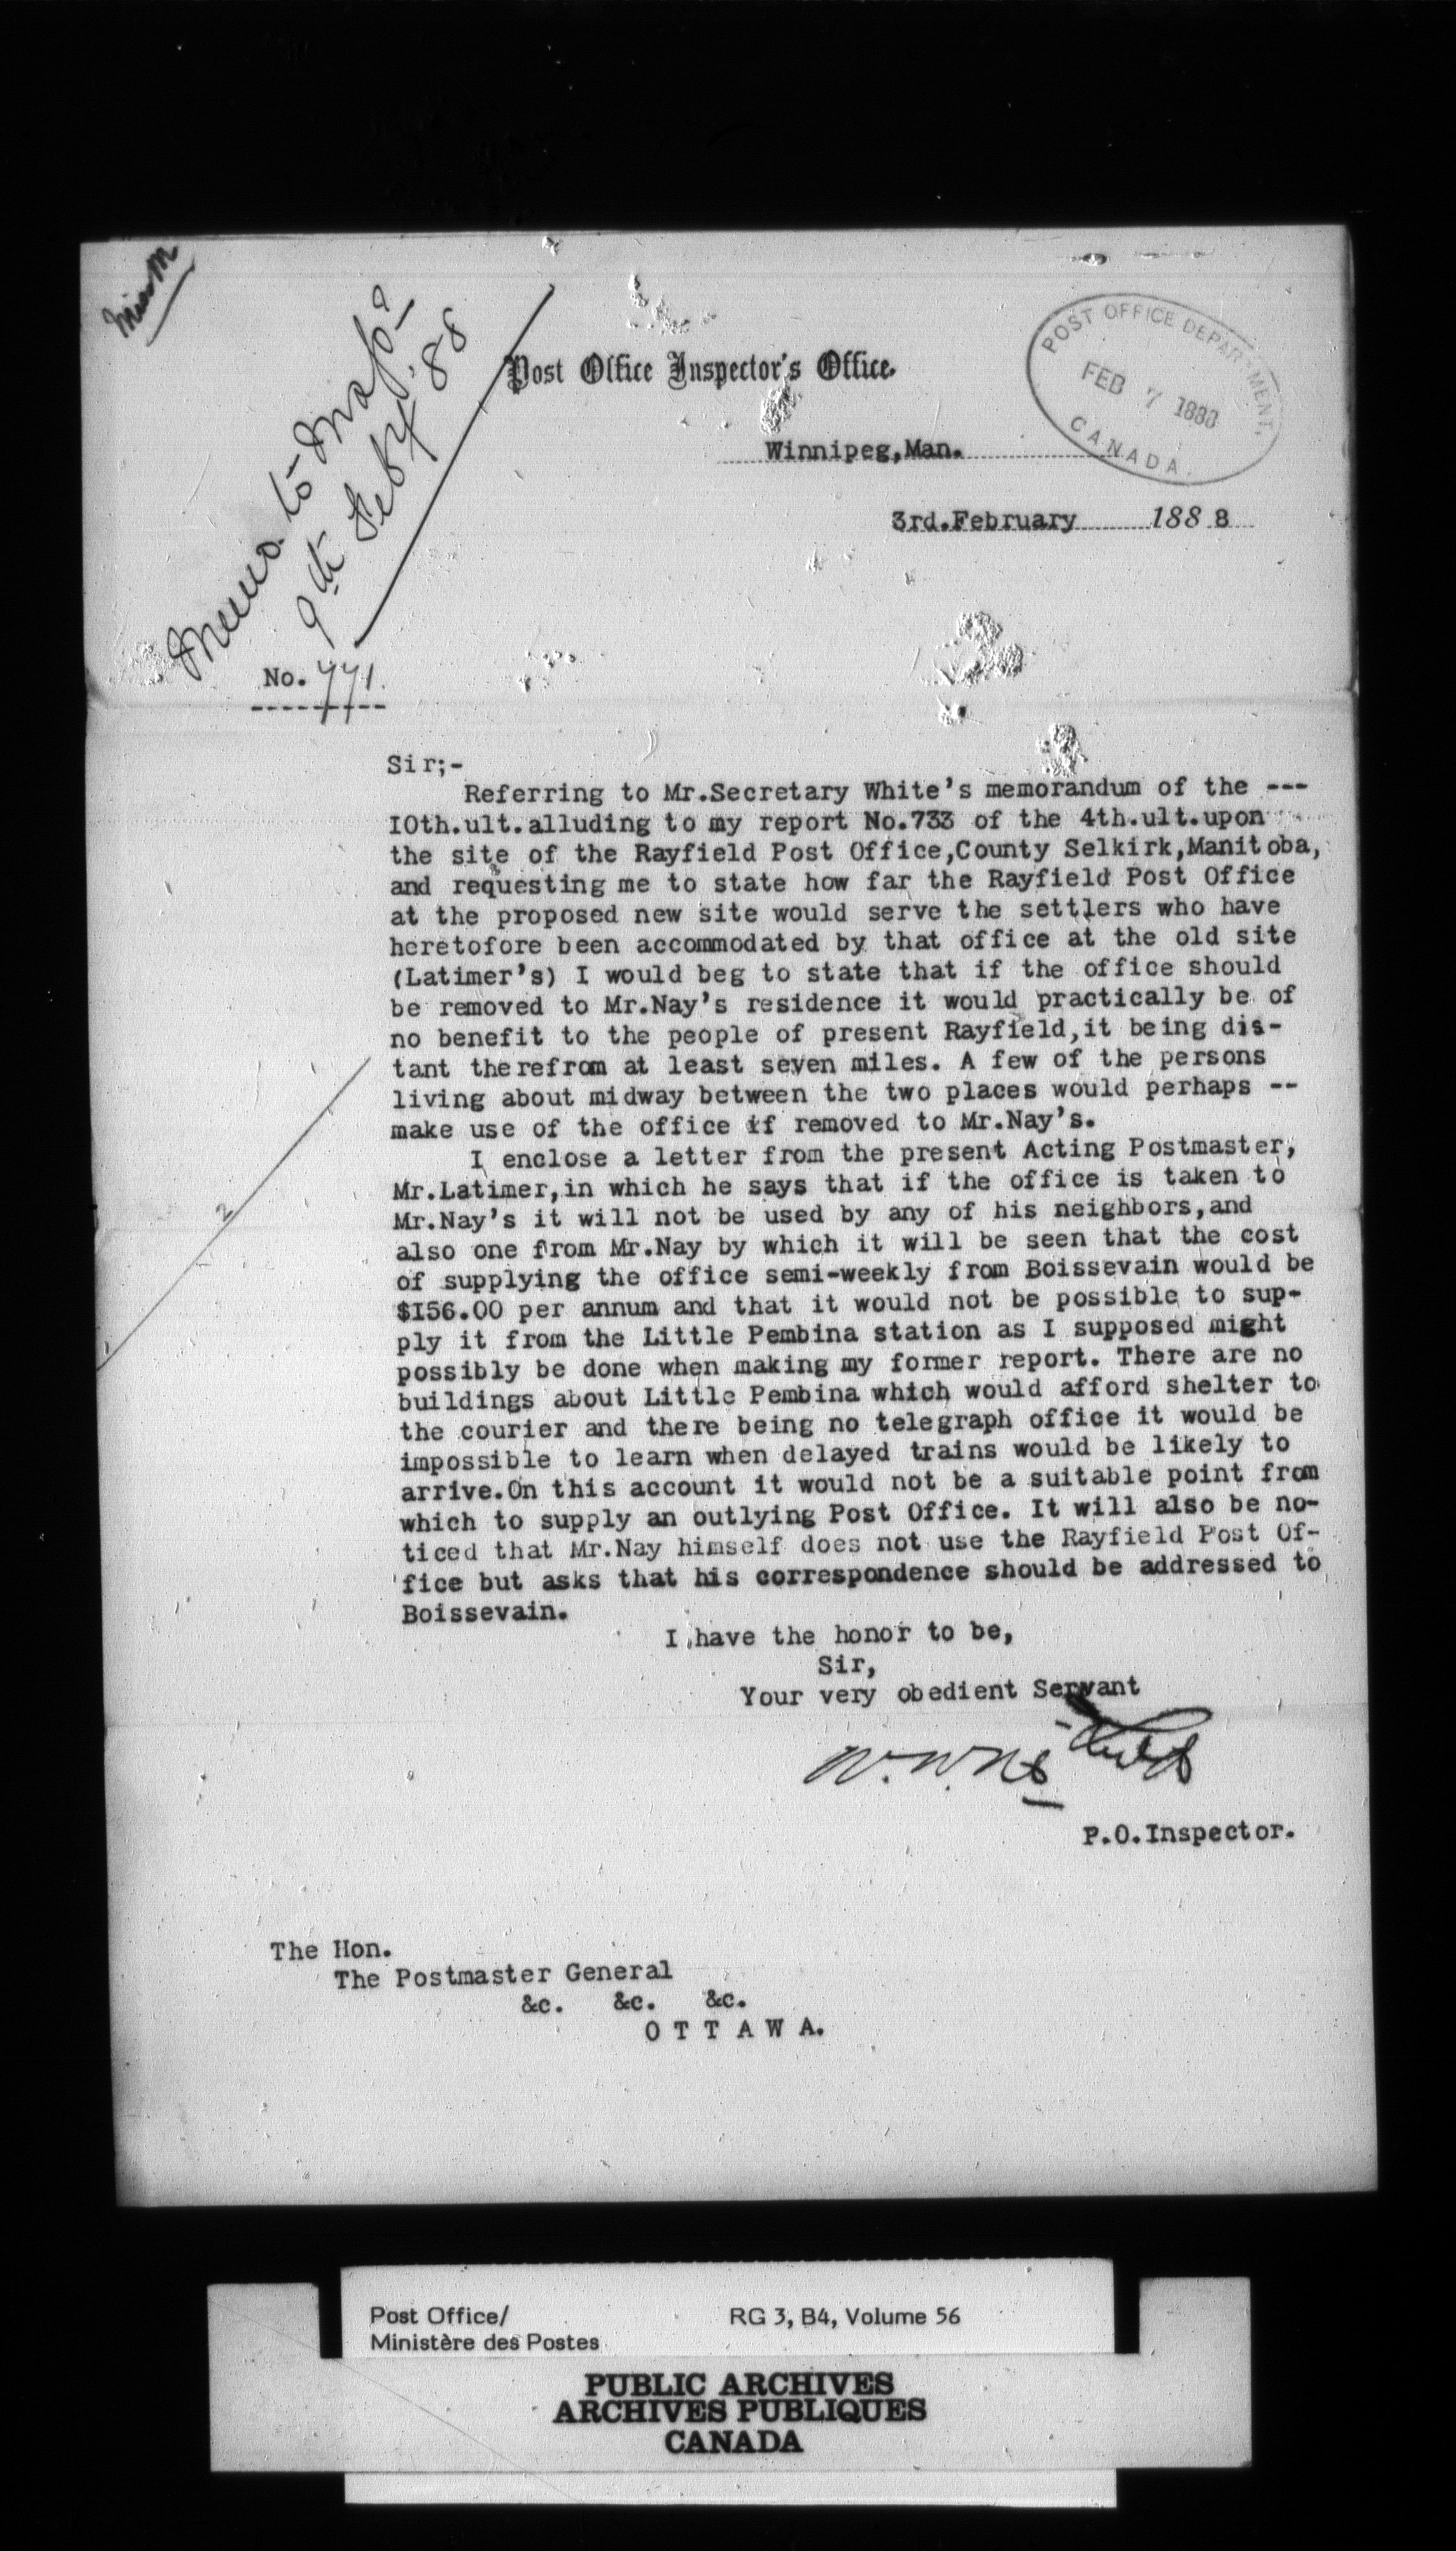 Memo. to
9th Feby. '88
Post Office Inspector's Office.
POST OFFICE DEPARTMENT,
FEB 7 1888
CANADA.
Winnipeg,Man.
3rd.February 1888
No. 771.
Sir;-
Referring to Mr.Secretary White's memorandum of the ---
IOth.ult.alluding to my report No.733 of the 4th.ult.upon
the site of the Rayfield Post Office,County Selkirk,Manitoba,
and requesting me to state how far the Rayfield Post Office
at the proposed new site would serve the settlers who have
heretofore been accommodated by that office at the old site
(Latimer's) I would beg to state that if the office should
be removed to Mr.Nay's residence it would practically be of
no benefit to the people of present Rayfield,it being dis-
tant therefrom at least seven miles. A few of the persons
living about midway between the two places would perhaps --
make use of the office if removed to Mr.Nay's.
I enclose a letter from the present Acting Postmaster,
Mr.Latimer,in which he says that if the office is taken to
Mr.Nay's it will not be used by any of his neighbors,and
also one from Mr.Nay by which it will be seen that the cost
of supplying the office semi-weekly from Boissevain would be
$I56.00 per annum and that it would not be possible to sup-
ply it from the Little Pembina station as I supposed might
possibly be done when making my former report. There are no
buildings about Little Pembina which would afford shelter to
the courier and there being no telegraph office it would be
impossible to learn when delayed trains would be likely to
arrive.On this account it would not be a suitable point from
which to supply an outlying Post Office. It will also be no-
ticed that Mr.Nay himself does not use the Rayfield Post Of-
fice but asks that his correspondence should be addressed to
Boissevain.
2
I have the honor to be,
Sir,
Your very obedient Servant
P.O.Inspector.
The Hon.
The Postmaster General
&c. &c. &c.
O T T A W A.
Post Office/ RG 3, B4, Volume 56
Ministère des Postes
PUBLIC ARCHIVES
ARCHIVES PUBLIQUES
CANADA